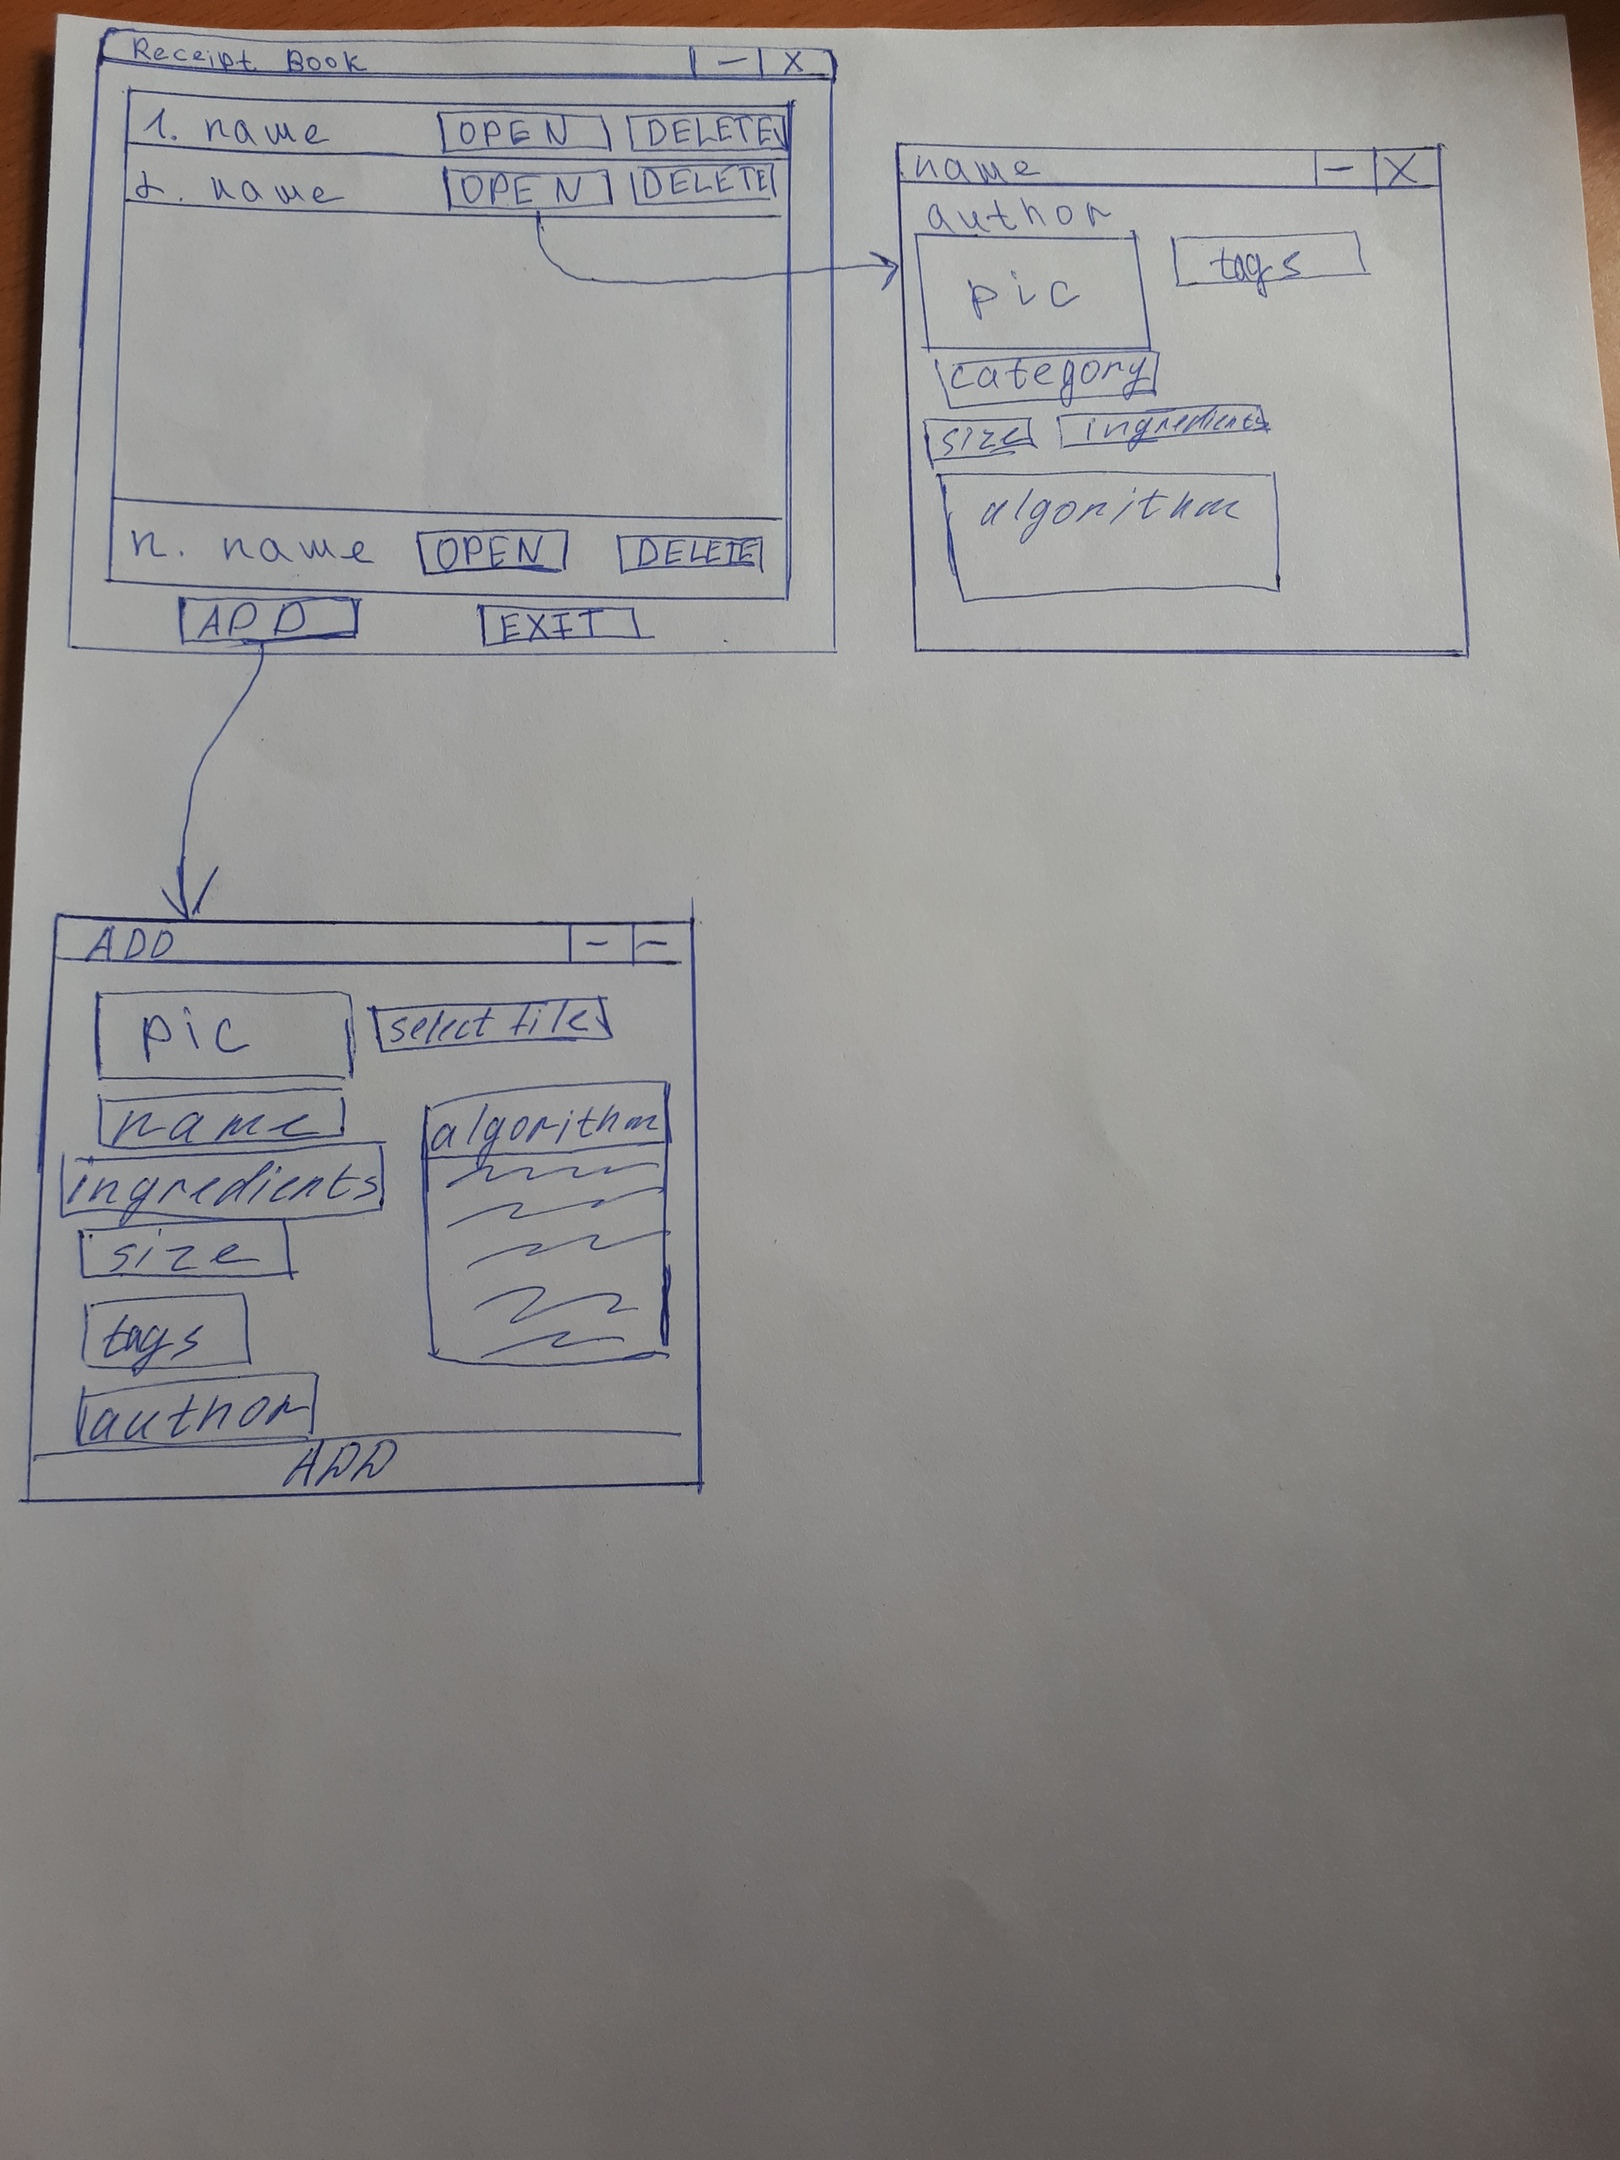 Receipt Book - X
1. name OPEN DELETE
2. name OPEN DELETE
n. name OPEN DELETE
ADD EXIT
name - X
author
pic tags
category
size ingredients
algorithm
ADD - -
pic select file
name
ingredients
size
tags
author
algorithm
ADD